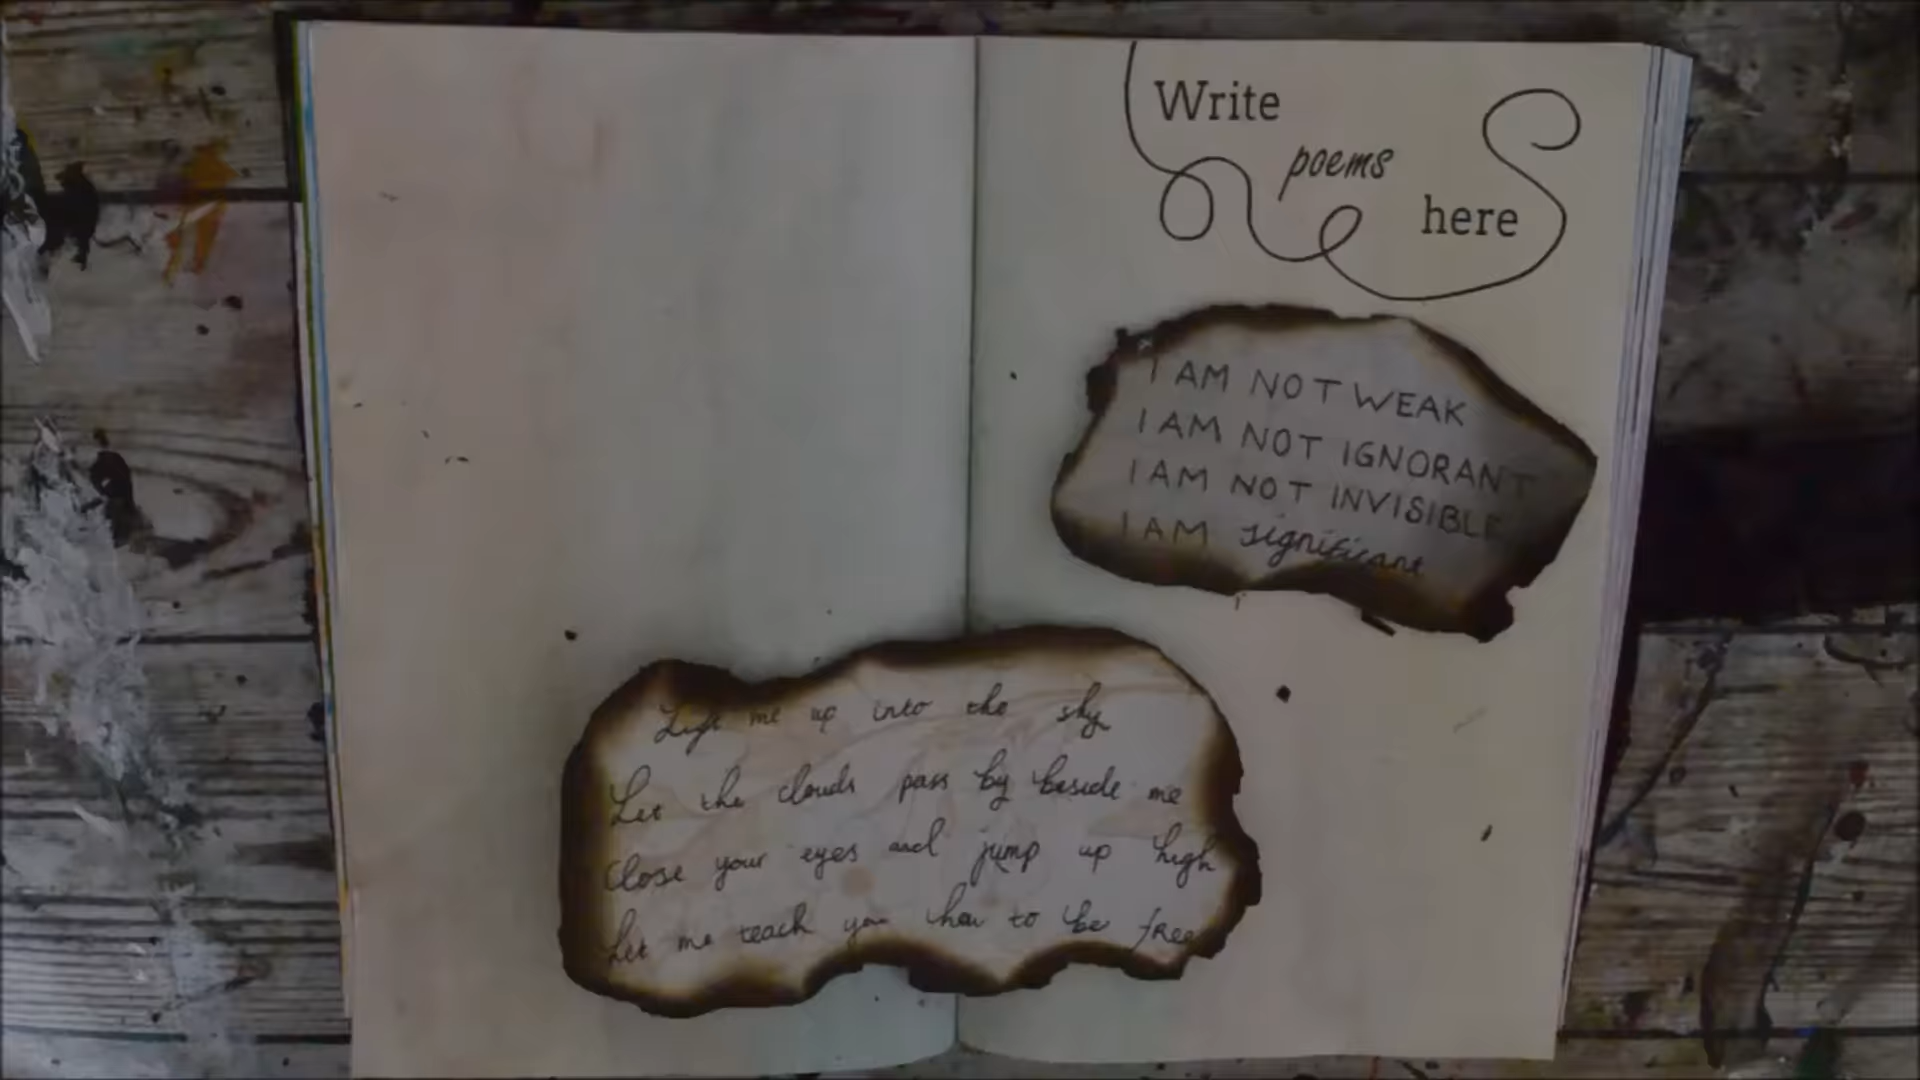 Write
poems
here
I AM NOT WEAK
I AM NOT IGNORANT
I AM NOT INVISIBLE
I AM significant
Lift me up into the sky
Let the clouds pass by beside me
Close your eyes and jump up high
Let me teach you how to be free